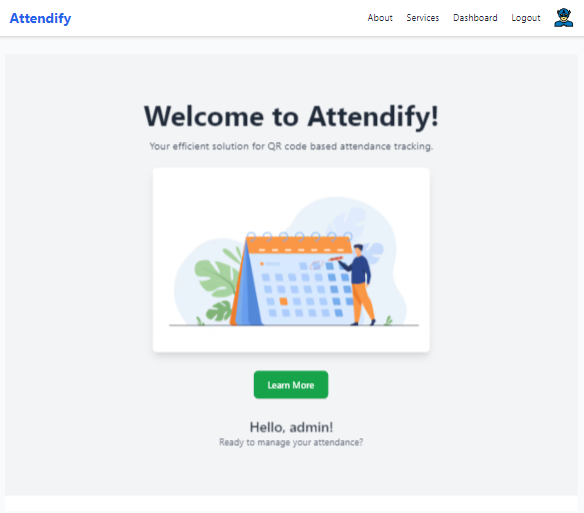 Attendify
About Services Dashboard Logout
Welcome to Attendify!
Your efficient solution for QR code based attendance tracking.
Learn More
Hello, admin!
Ready to manage your attendance?